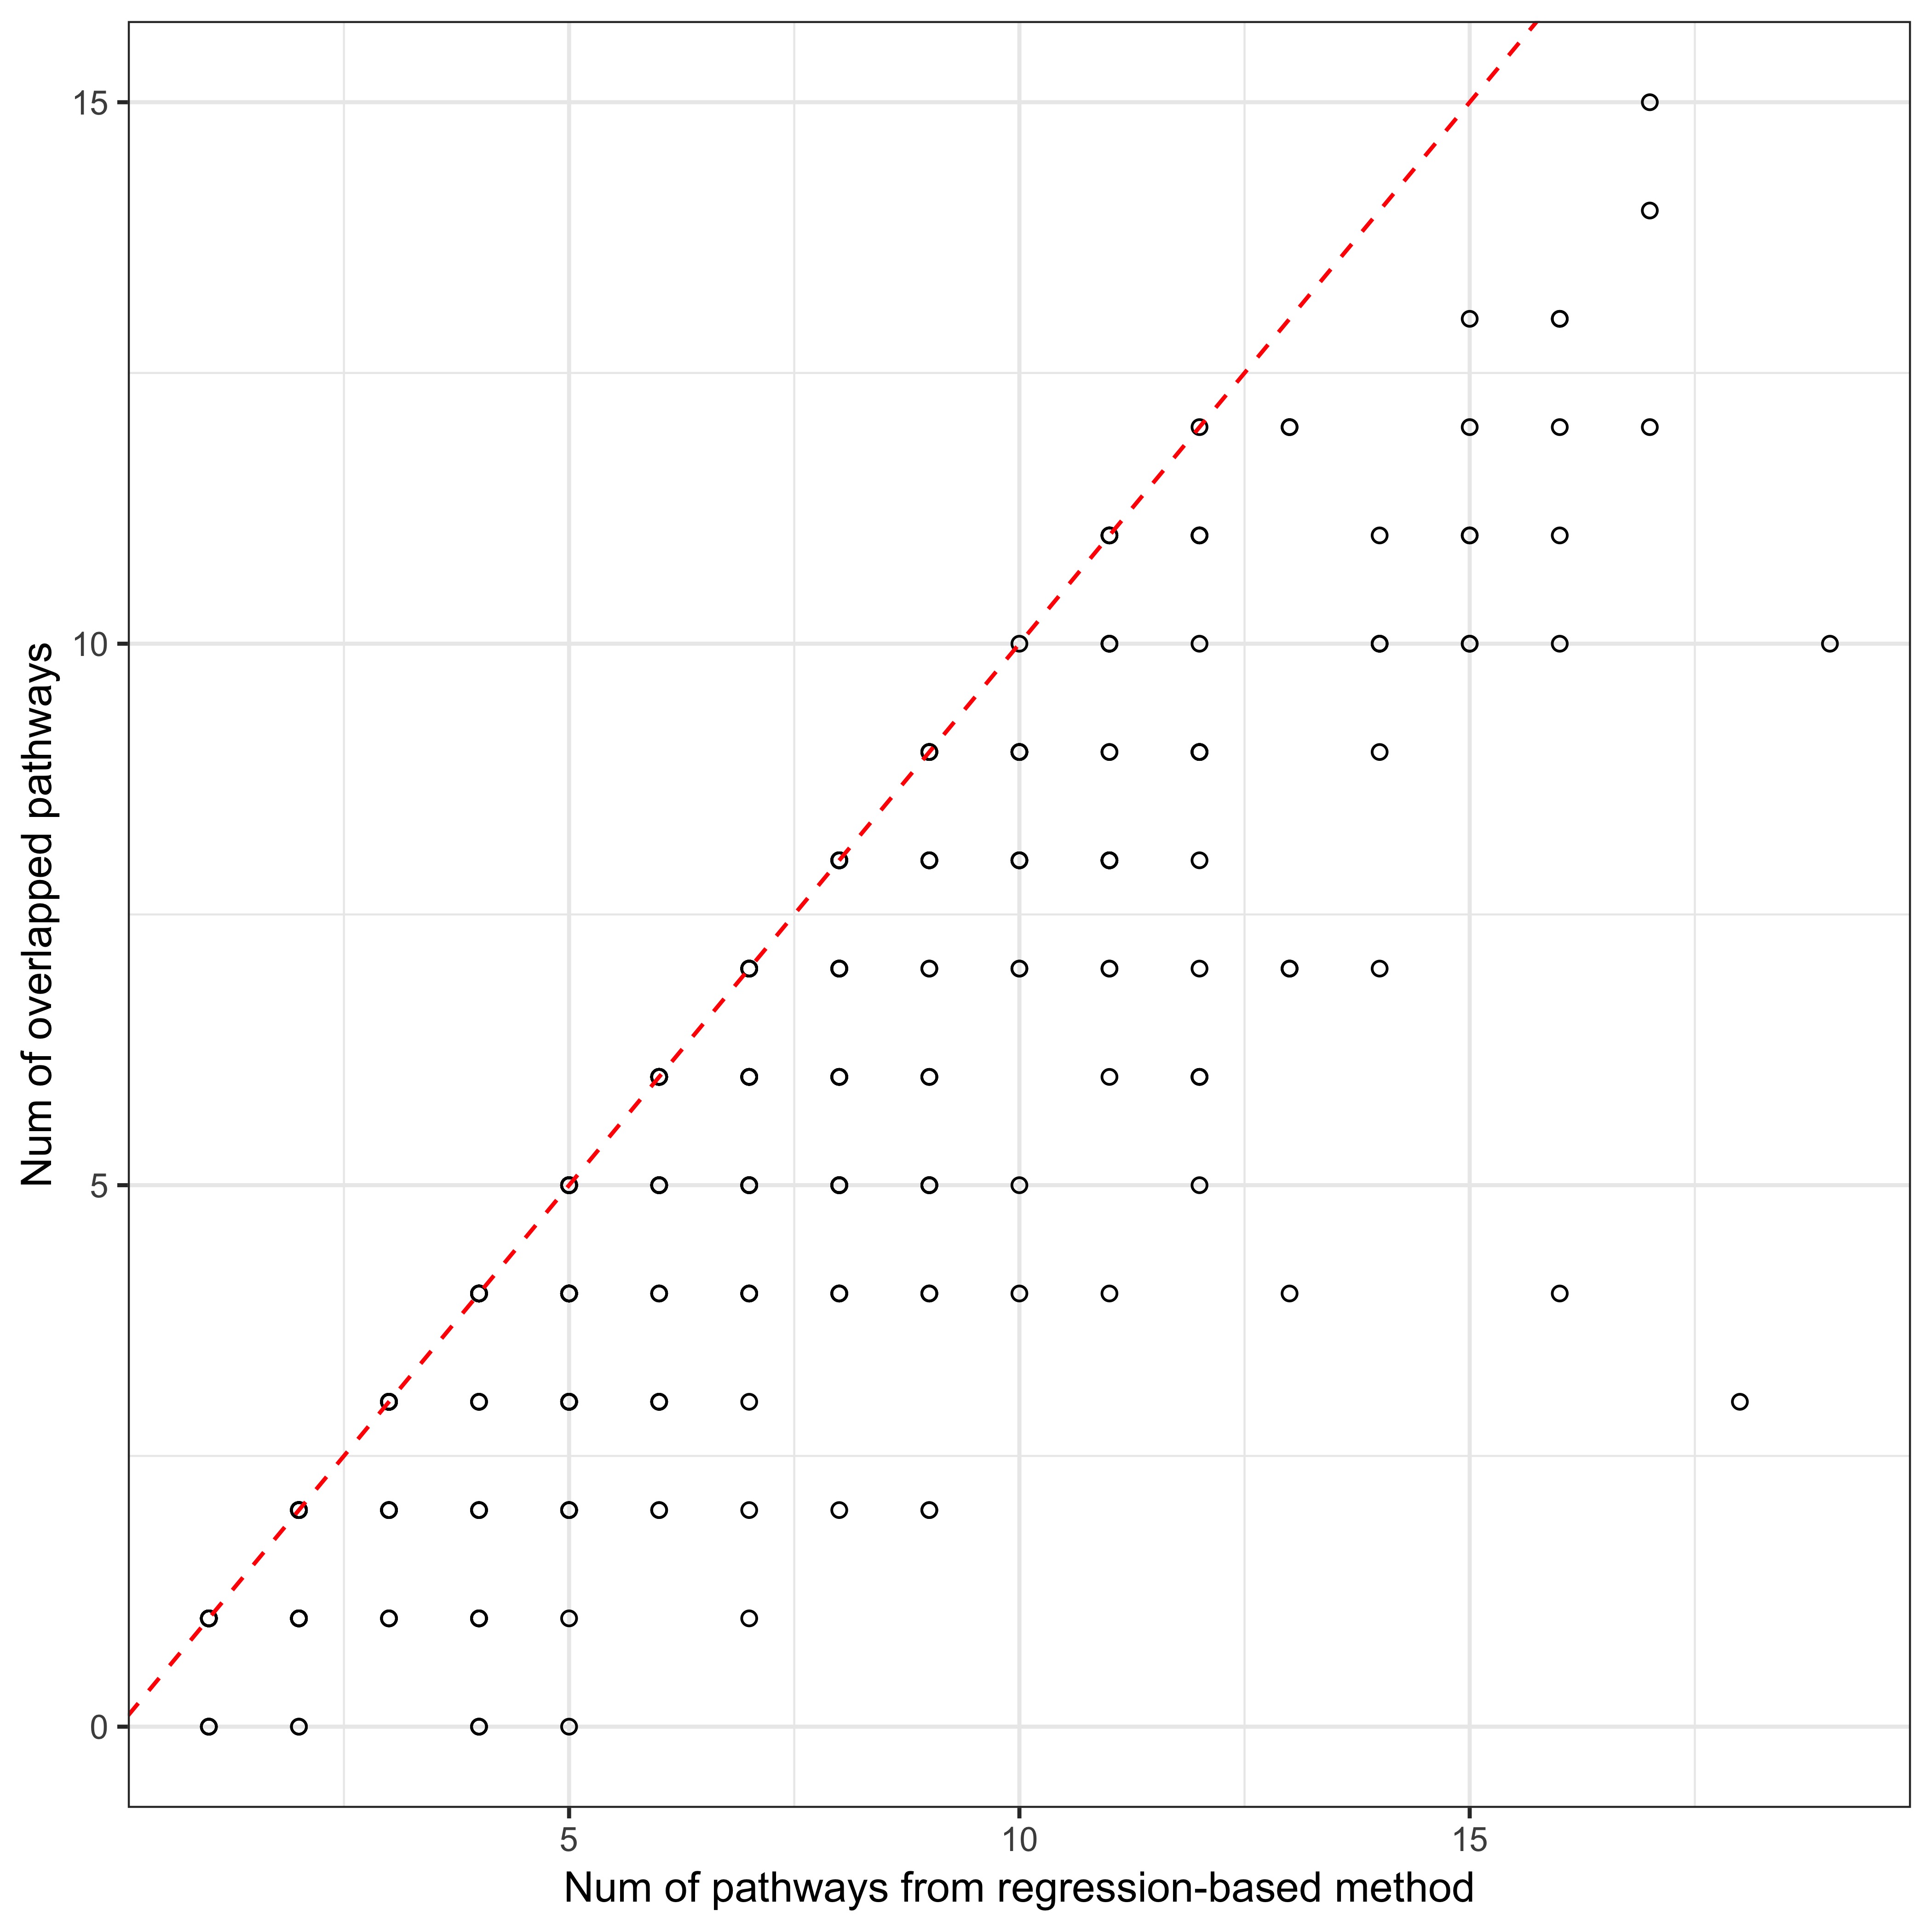 15
10
5
0
Num of overlapped pathways
5 10 15
Num of pathways from regression-based method